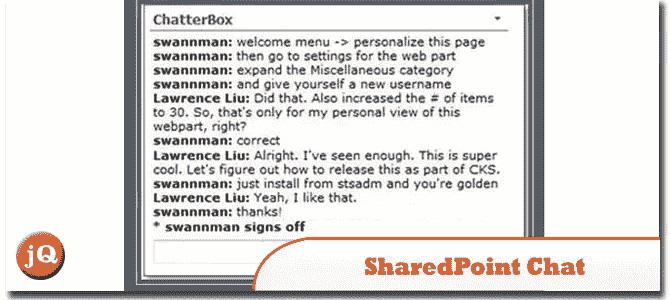 ChatterBox
swannman: welcome menu -> personalize this page
swannman: then go to settings for the web part
swannman: expand the Miscellaneous category
swannman: and give yourself a new username
Lawrence Liu: Did that. Also increased the # of items
to 30. So, that's only for my personal view of this
webpart, right?
swannman: correct
Lawrence Liu: Alright. I've seen enough. This is super
cool. Let's figure out how to release this as part of CKS.
swannman: just install from stsadm and you're golden
Lawrence Liu: Yeah, I like that.
swannman: thanks!
* swannman signs off
jQ
SharedPoint Chat